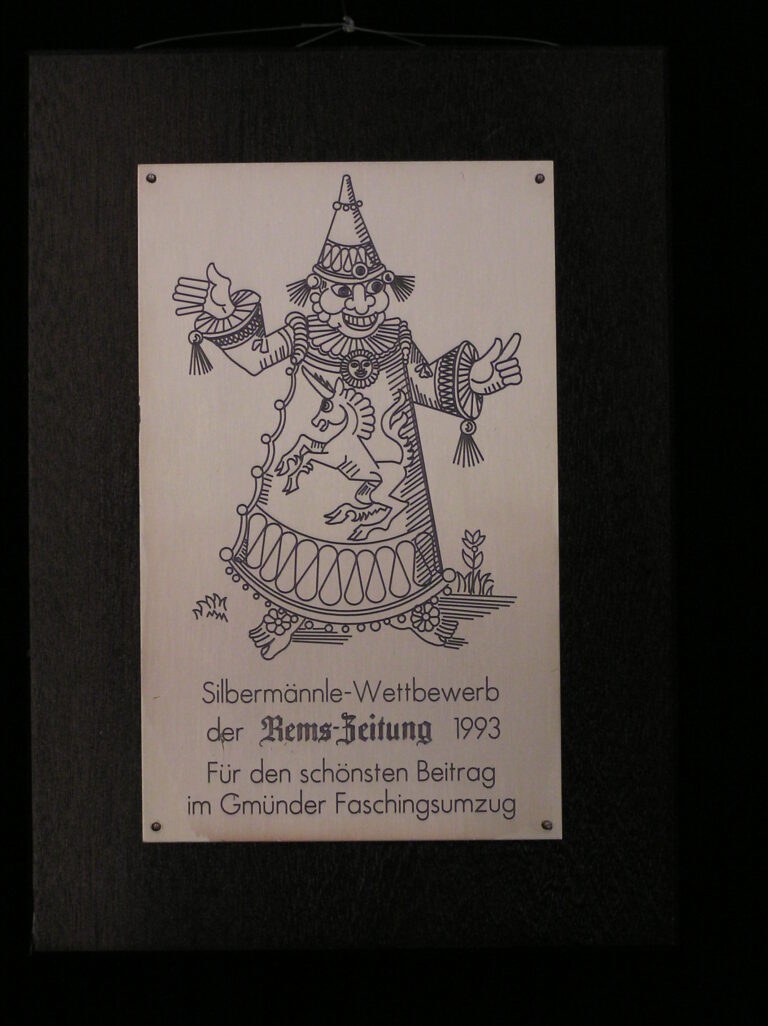 Silbermännle-Wettbewerb
der Rems-Zeitung 1993
Für den schönsten Beitrag
im Gmünder Faschingsumzug